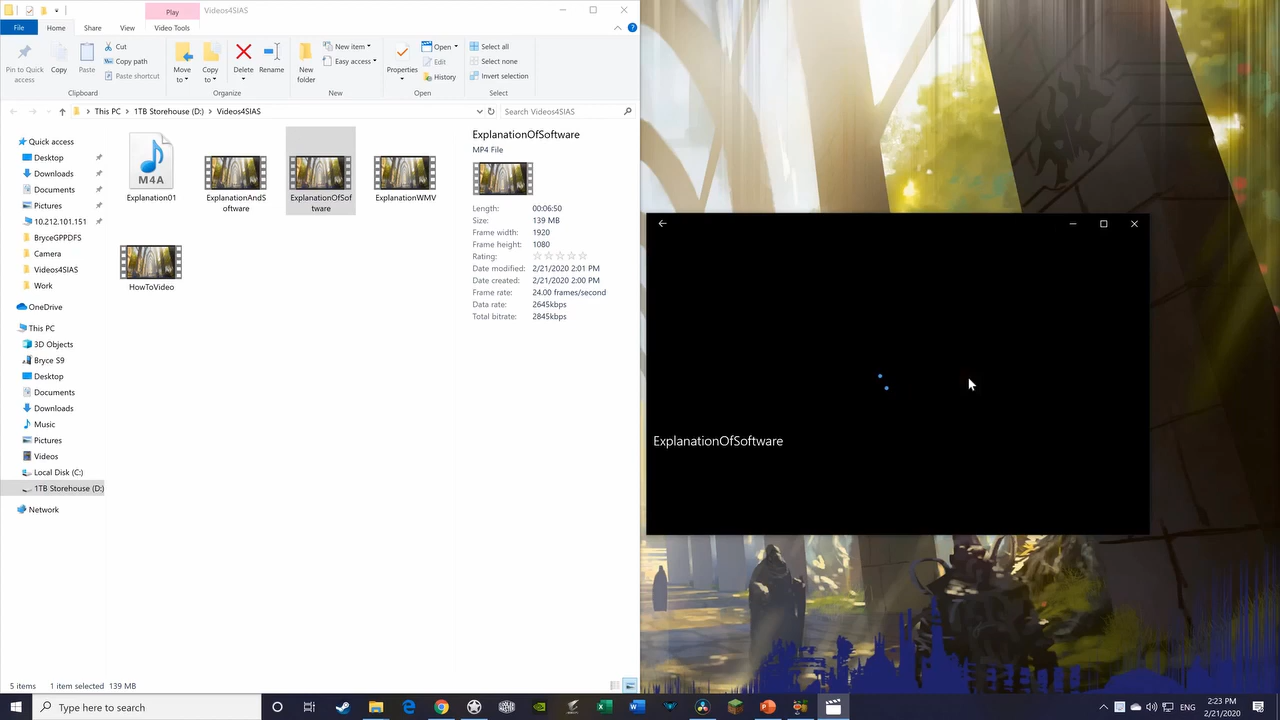 Play
Videos4SIAS
File
Home
Share
View
Video Tools
Pin to Quick
access
Copy
Paste
Cut
Copy path
Paste shortcut
Clipboard
Move
to
Copy
to
Delete
Rename
Organize
New
folder
New item
Easy access
New
Properties
Open
Edit
History
Open
Select all
Select none
Invert selection
Select
This PC
1TB Storehouse (D:)
Videos4SIAS
Search Videos4SIAS
Quick access
Desktop
Downloads
Documents
Pictures
10.212.101.151
BryceGPPDFS
Camera
Videos4SIAS
Work
OneDrive
This PC
3D Objects
Bryce S9
Desktop
Documents
Downloads
Music
Pictures
Videos
Local Disk (C:)
1TB Storehouse (D:)
Network
M4A
Explanation01
ExplanationAndS
oftware
ExplanationOfSof
tware
ExplanationWMV
HowToVideo
ExplanationOfSoftware
MP4 File
Length: 00:06:50
Size: 139 MB
Frame width: 1920
Frame height: 1080
Rating:
Date modified: 2/21/2020 2:01 PM
Date created: 2/21/2020 2:00 PM
Frame rate: 24.00 frames/second
Data rate: 2645kbps
Total bitrate: 2845kbps
ExplanationOfSoftware
5 items 1 item selected 139 MB
Type here to search
ENG
2:23 PM
2/21/2020